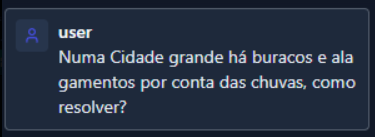 user
Numa Cidade grande há buracos e ala
gamentos por conta das chuvas, como
resolver?